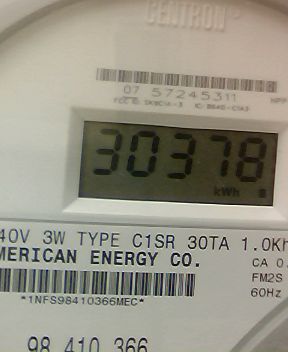 CENTRON®
07 57245311
30378
kWh
40V 3W TYPE C1SR 30TA 1.0Kh
MERICAN ENERGY CO.
CA 0.
FM2S
60Hz
*1NFS98410366MEC*
98 410 366